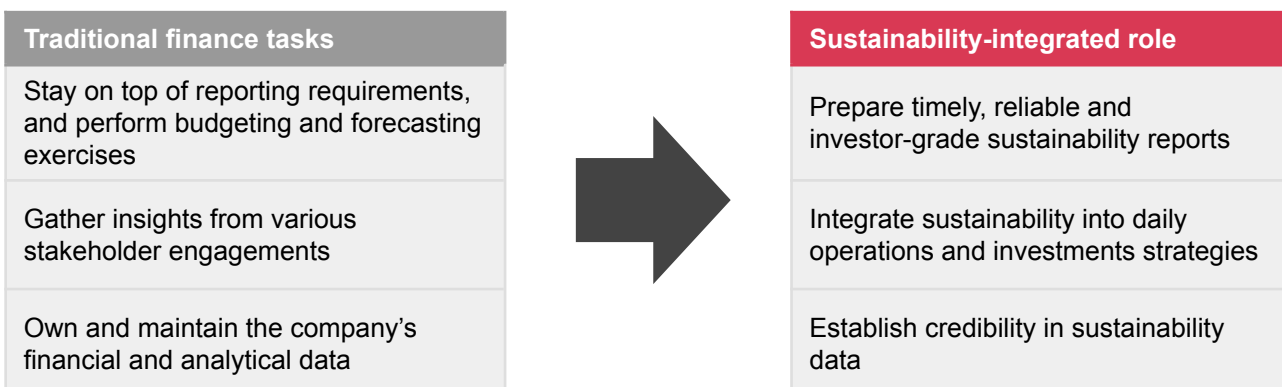 Traditional finance tasks
Stay on top of reporting requirements,
and perform budgeting and forecasting
exercises
Gather insights from various
stakeholder engagements
Own and maintain the company’s
financial and analytical data
Sustainability-integrated role
Prepare timely, reliable and
investor-grade sustainability reports
Integrate sustainability into daily
operations and investments strategies
Establish credibility in sustainability
data